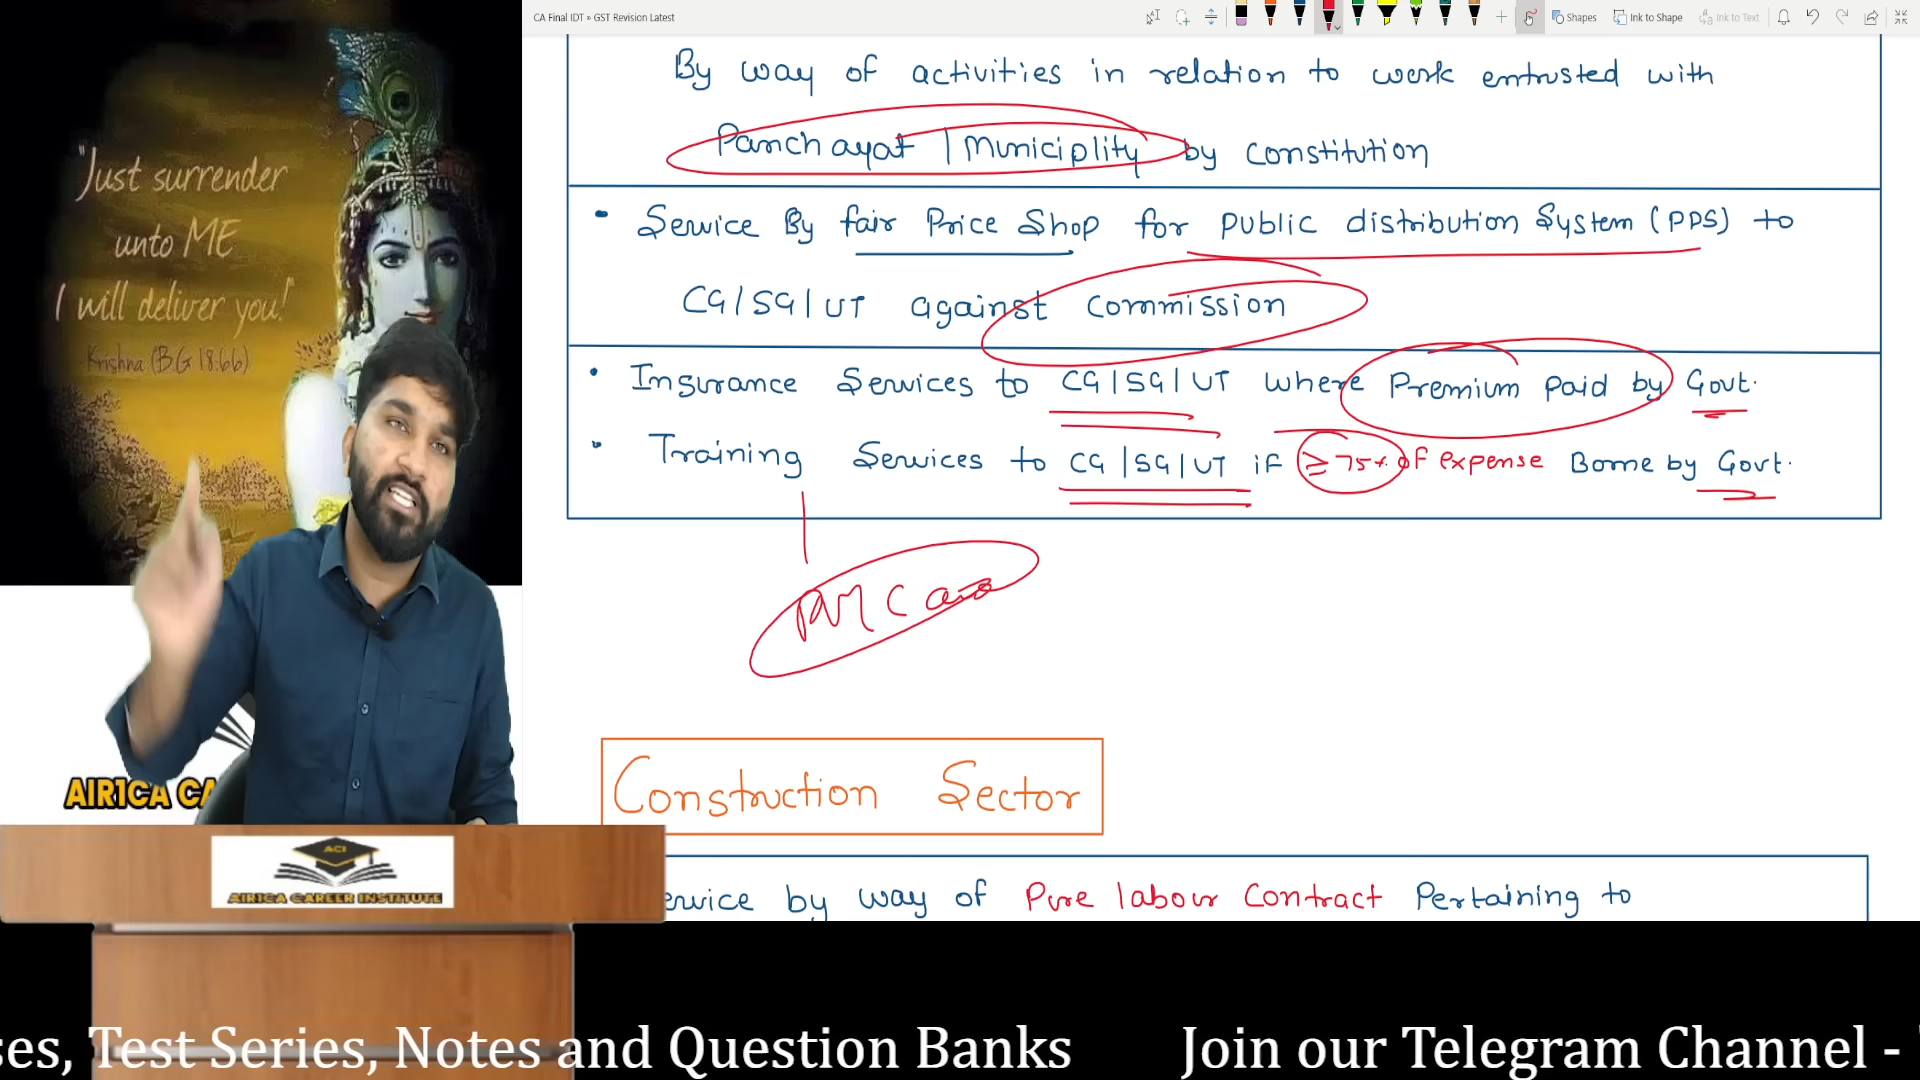 CA Final IDT » GST Revision Latest
Shapes
Ink to Shape
Ink to Text
By way of activities in relation to work entrusted with
Panchayat | Municiplity by constitution
"Just surrender
unto ME
I will deliver you!"
-Krishna (B.G 18:66)
• Service By fair Price Shop for public distribution System (PDS) to
CG/SG/UT against commission
• Insurance Services to CG/SG/UT where Premium paid by Govt.
• Training Services to CG/SG/UT if ≥75% of expense Borne by Govt.
Construction Sector
AIR1CA CA
ACI
AIR1CA CAREER INSTITUTE
ervice by way of Pure labour Contract Pertaining to
ses, Test Series, Notes and Question Banks Join our Telegram Channel -